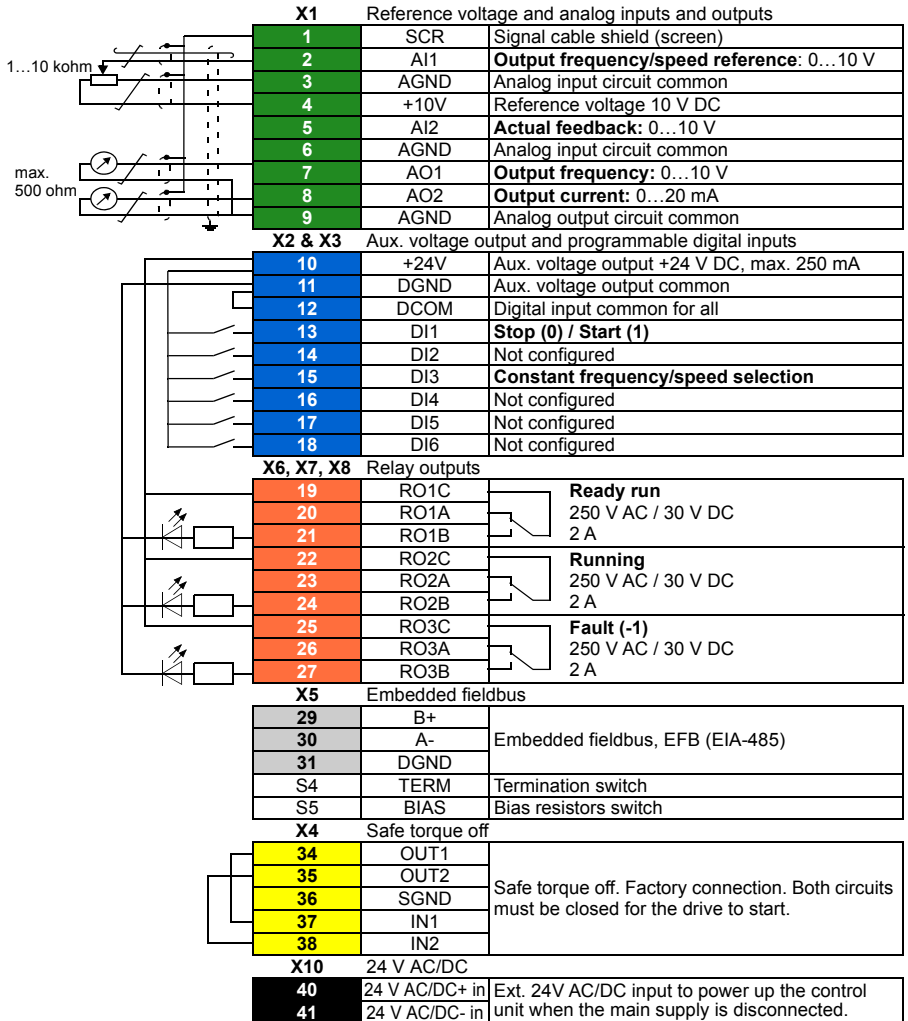 X1 Reference voltage and analog inputs and outputs
1 SCR Signal cable shield (screen)
1…10 kohm 2 AI1 Output frequency/speed reference: 0…10 V
3 AGND Analog input circuit common
4 +10V Reference voltage 10 V DC
5 AI2 Actual feedback: 0…10 V
6 AGND Analog input circuit common
max. 7 AO1 Output frequency: 0…10 V
500 ohm 8 AO2 Output current: 0…20 mA
9 AGND Analog output circuit common
X2 & X3 Aux. voltage output and programmable digital inputs
10 +24V Aux. voltage output +24 V DC, max. 250 mA
11 DGND Aux. voltage output common
12 DCOM Digital input common for all
13 DI1 Stop (0) / Start (1)
14 DI2 Not configured
15 DI3 Constant frequency/speed selection
16 DI4 Not configured
17 DI5 Not configured
18 DI6 Not configured
X6, X7, X8 Relay outputs
19 RO1C Ready run
20 RO1A 250 V AC / 30 V DC
21 RO1B 2 A
22 RO2C Running
23 RO2A 250 V AC / 30 V DC
24 RO2B 2 A
25 RO3C Fault (-1)
26 RO3A 250 V AC / 30 V DC
27 RO3B 2 A
X5 Embedded fieldbus
29 B+
30 A- Embedded fieldbus, EFB (EIA-485)
31 DGND
S4 TERM Termination switch
S5 BIAS Bias resistors switch
X4 Safe torque off
34 OUT1
35 OUT2
36 SGND
37 IN1
38 IN2
Safe torque off. Factory connection. Both circuits
must be closed for the drive to start.
X10 24 V AC/DC
40 24 V AC/DC+ in Ext. 24V AC/DC input to power up the control
41 24 V AC/DC- in unit when the main supply is disconnected.